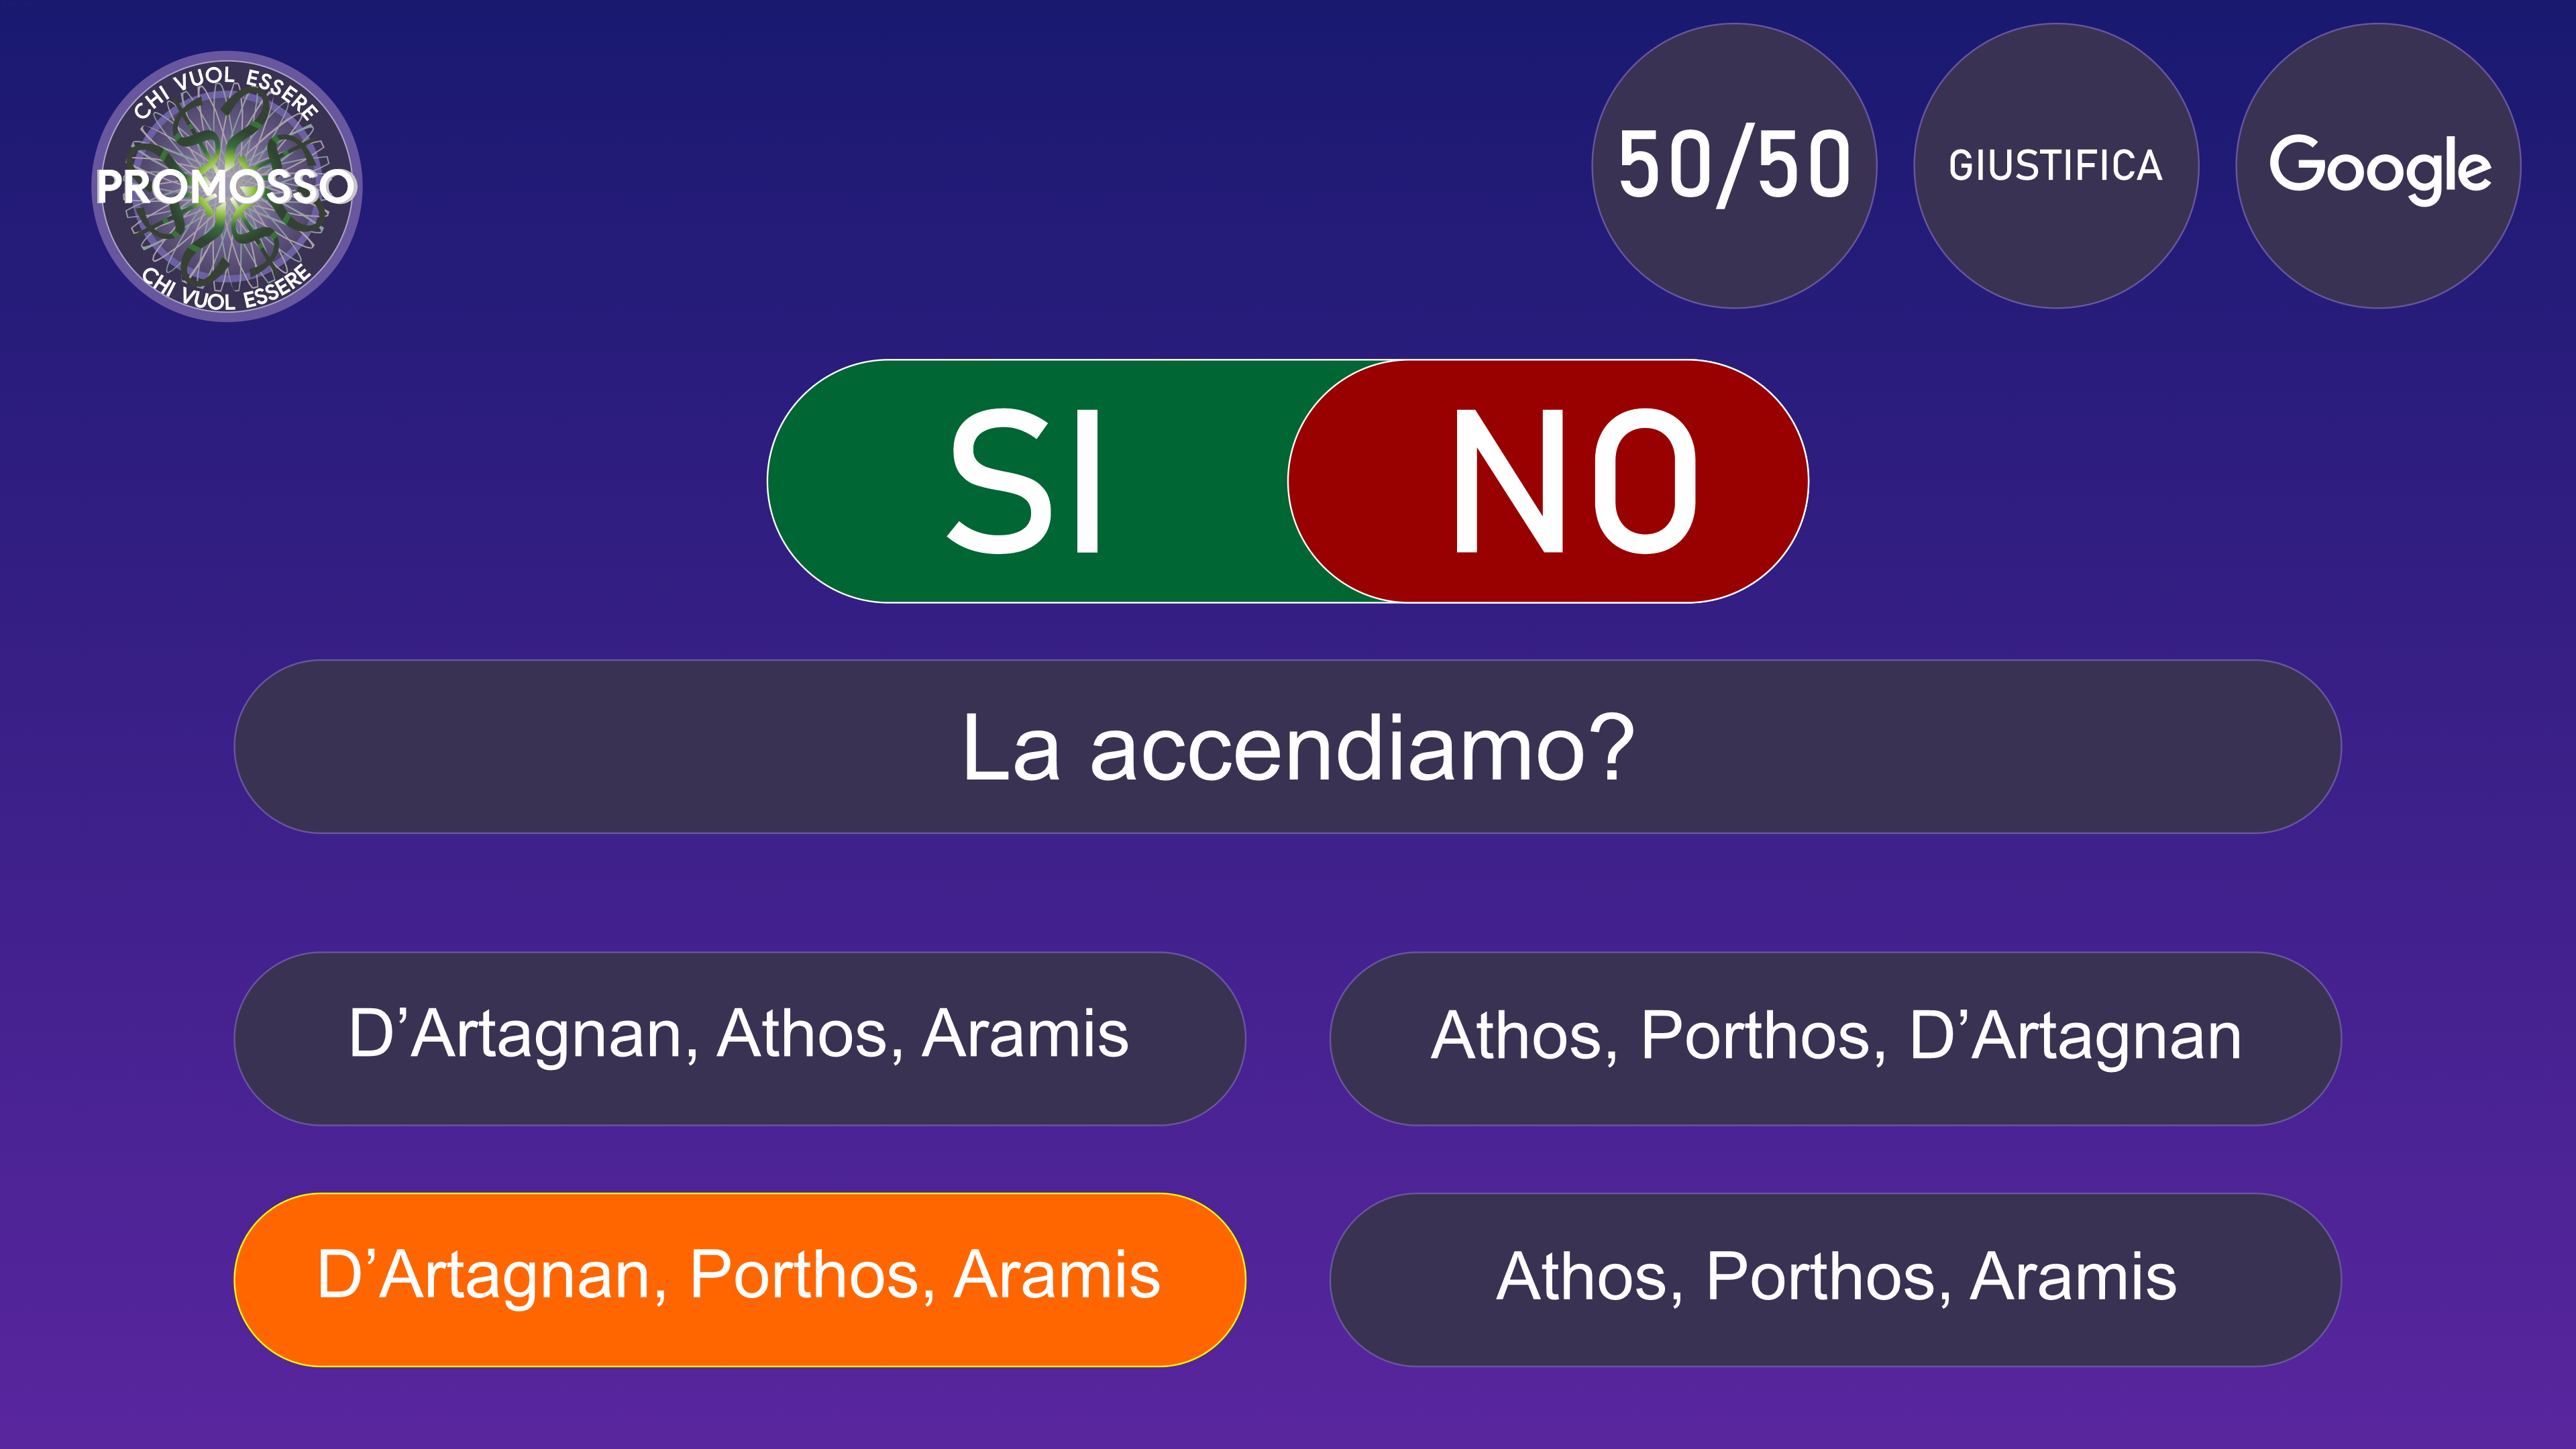 CHI VUOL ESSERE
PROMOSSO
CHI VUOL ESSERE
50/50
GIUSTIFICA
Google
SI
NO
La accendiamo?
D’Artagnan, Athos, Aramis
Athos, Porthos, D’Artagnan
D’Artagnan, Porthos, Aramis
Athos, Porthos, Aramis